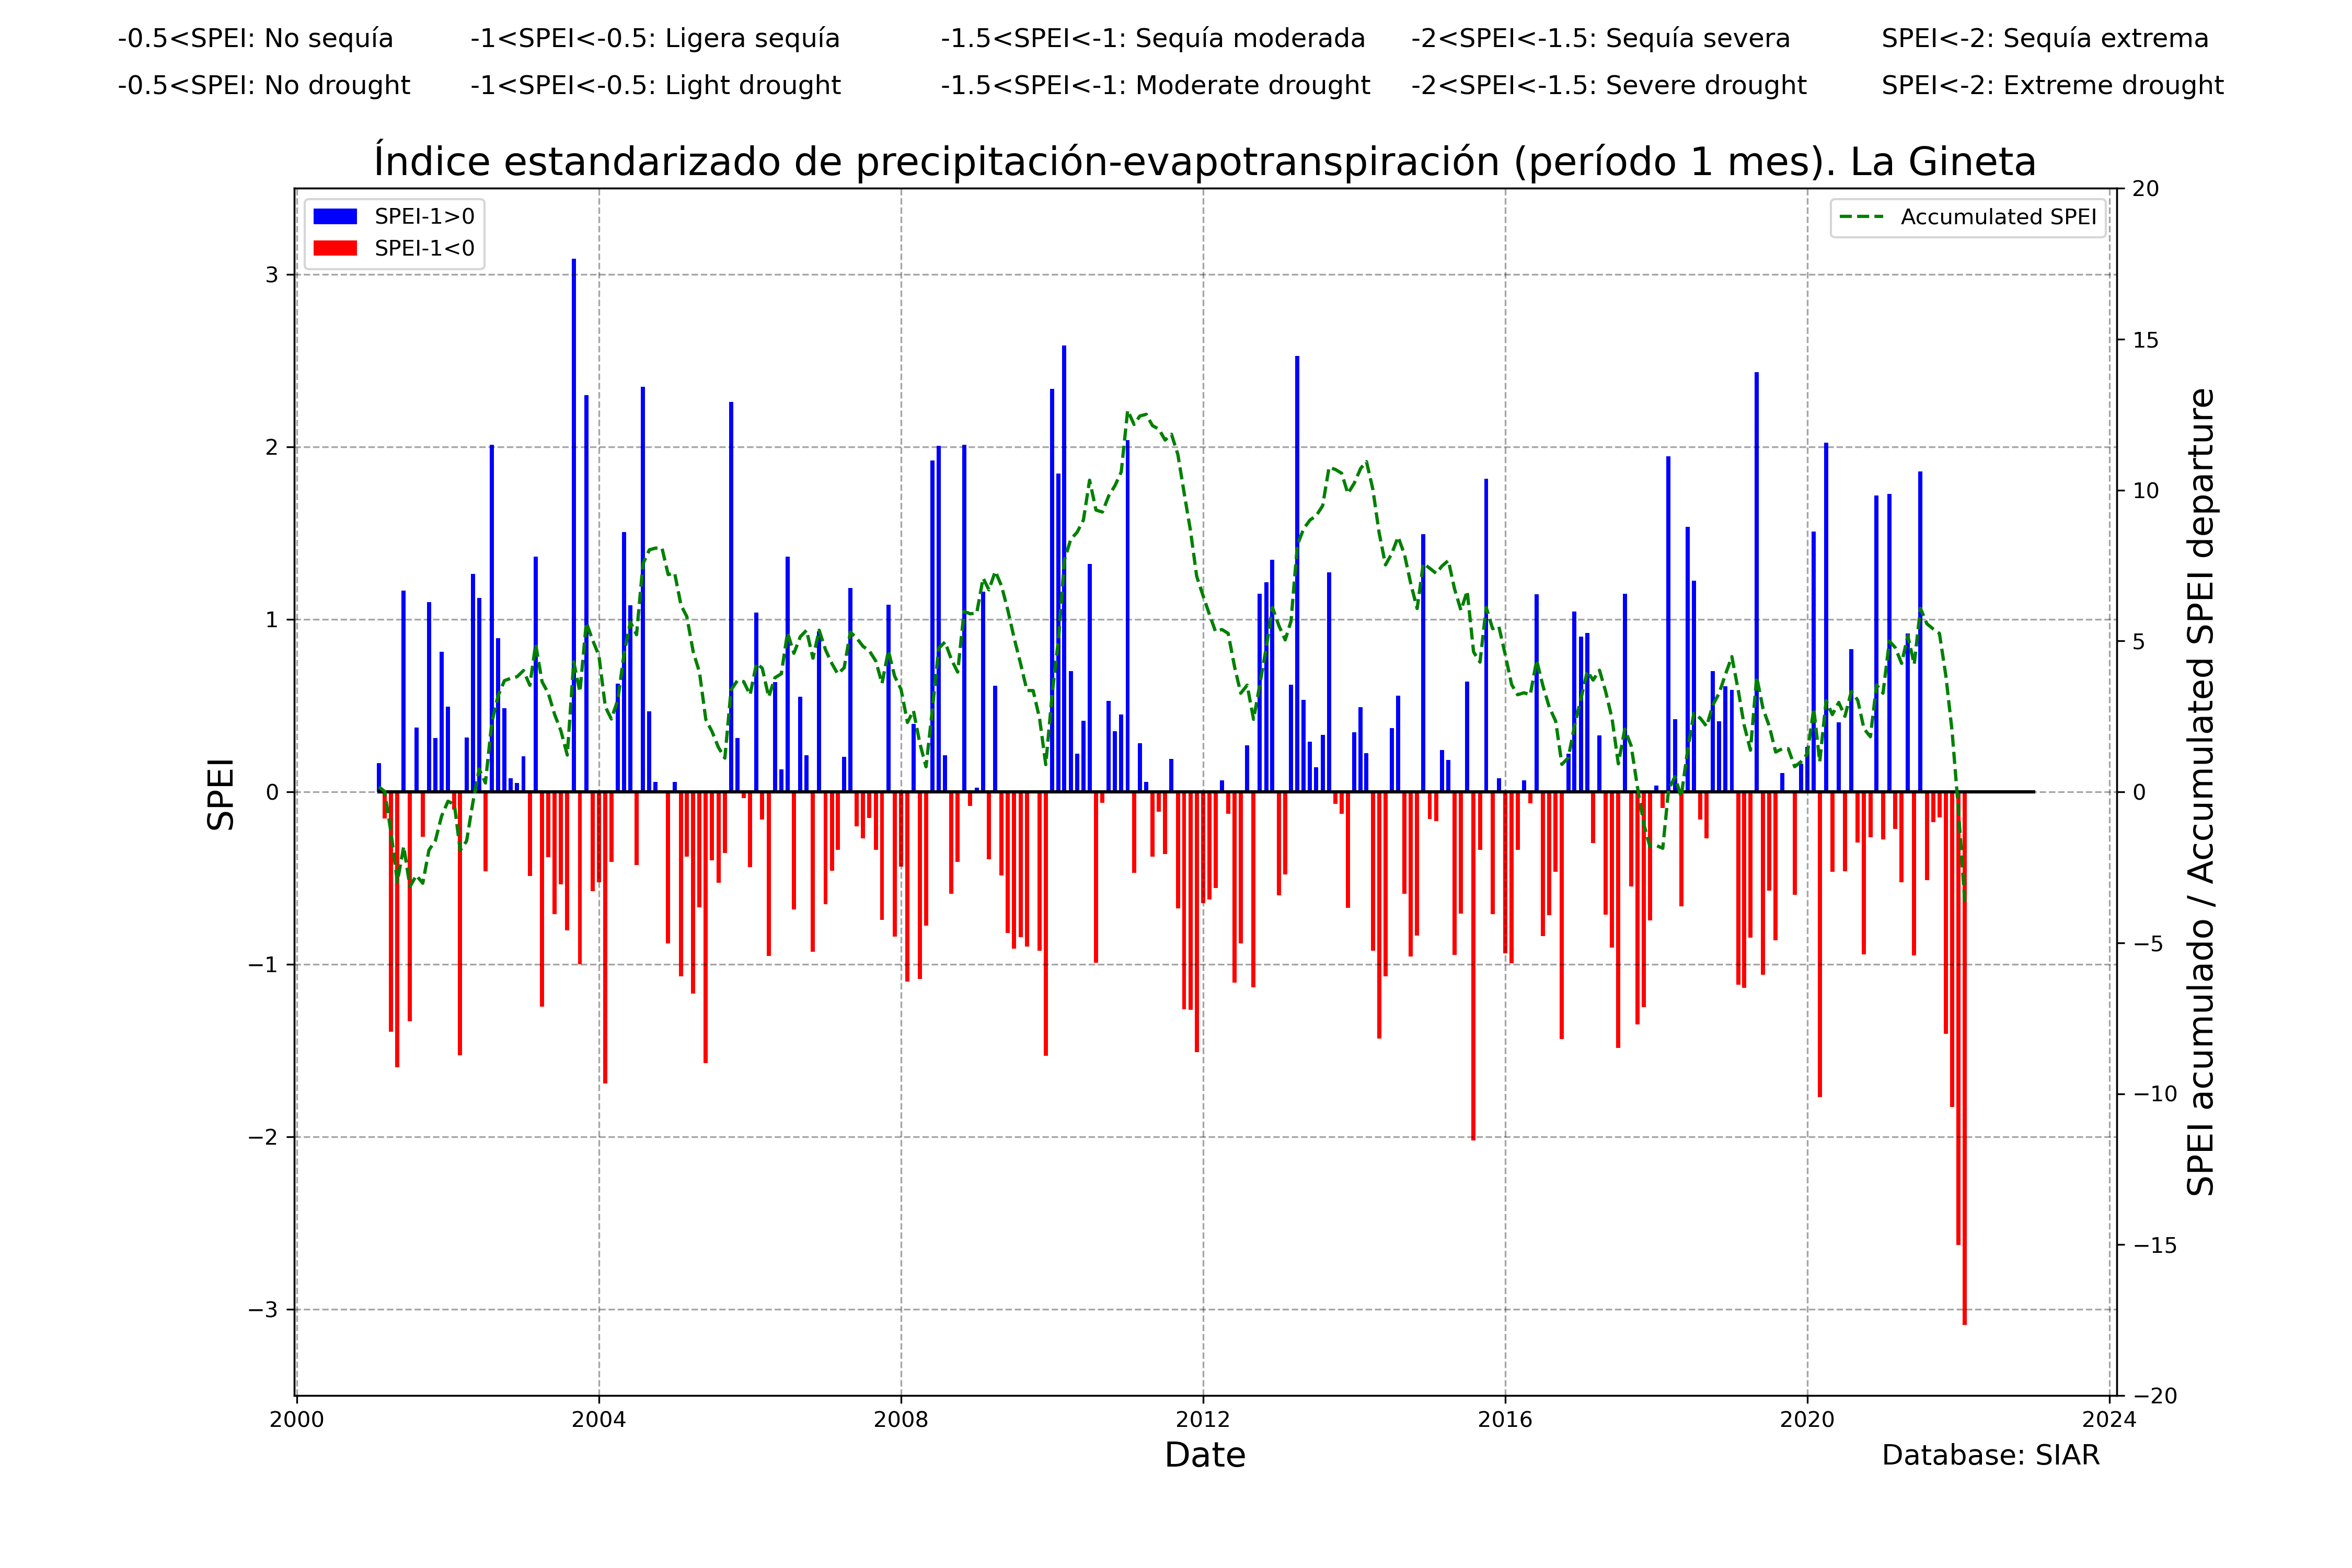 -0.5<SPEI: No sequía -1<SPEI<-0.5: Ligera sequía -1.5<SPEI<-1: Sequía moderada -2<SPEI<-1.5: Sequía severa SPEI<-2: Sequía extrema
-0.5<SPEI: No drought -1<SPEI<-0.5: Light drought -1.5<SPEI<-1: Moderate drought -2<SPEI<-1.5: Severe drought SPEI<-2: Extreme drought
Índice estandarizado de precipitación-evapotranspiración (período 1 mes). La Gineta
SPEI-1>0
SPEI-1<0
Accumulated SPEI
SPEI
3
2
1
0
−1
−2
−3
20
15
10
5
0
−5
−10
−15
−20
SPEI acumulado / Accumulated SPEI departure
2000 2004 2008 2012 2016 2020 2024
Date
Database: SIAR